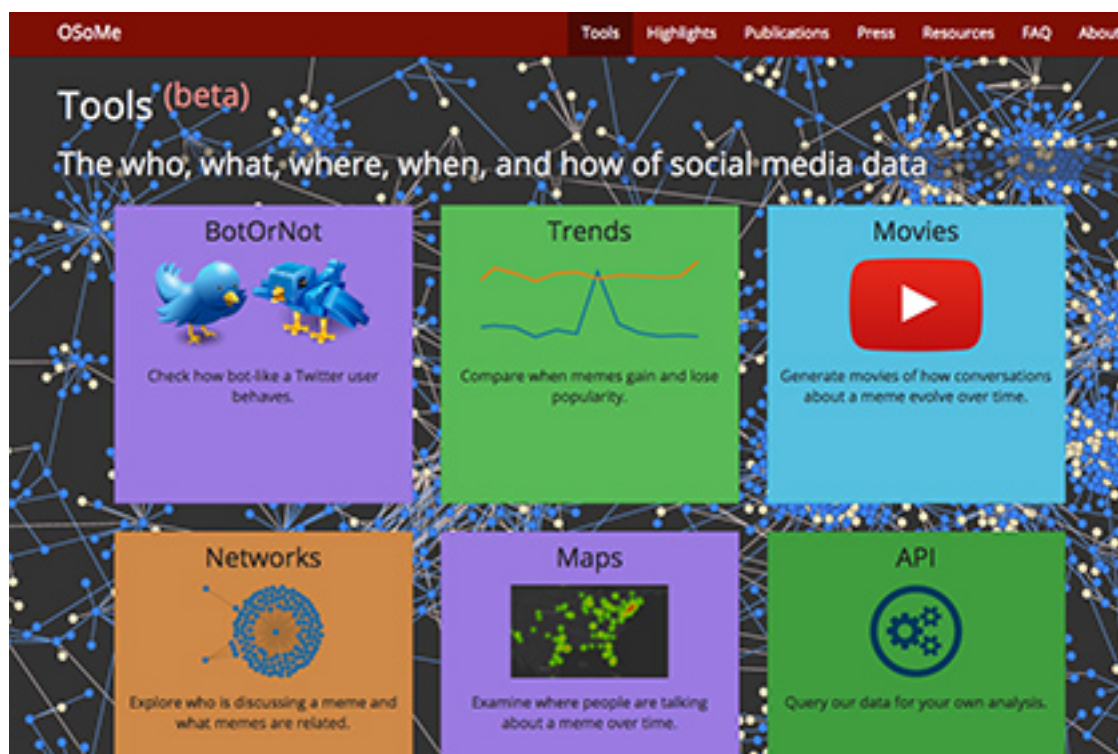 OSoMe
Tools Highlights Publications Press Resources FAQ About
Tools (beta)
The who, what, where, when, and how of social media data
BotOrNot
Check how bot-like a Twitter user
behaves.
Trends
Compare when memes gain and lose
popularity.
Movies
Generate movies of how conversations
about a meme evolve over time.
Networks
Explore who is discussing a meme and
what memes are related.
Maps
Examine where people are talking
about a meme over time.
API
Query our data for your own analysis.